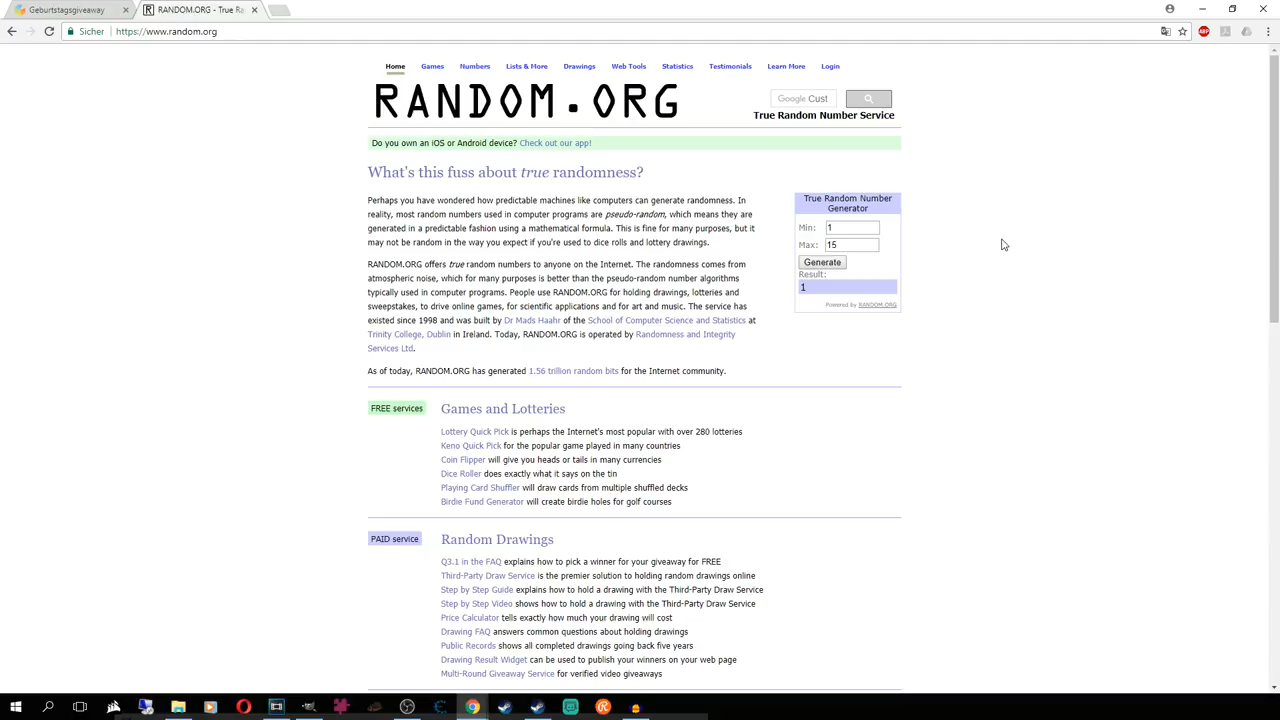 Geburtstagsgiveaway
RANDOM.ORG - True Ra
Sicher
https://www.random.org
Home Games Numbers Lists & More Drawings Web Tools Statistics Testimonials Learn More Login
RANDOM.ORG
Google Cust
True Random Number Service
Do you own an iOS or Android device? Check out our app!
What's this fuss about true randomness?
Perhaps you have wondered how predictable machines like computers can generate randomness. In
reality, most random numbers used in computer programs are pseudo-random, which means they are
generated in a predictable fashion using a mathematical formula. This is fine for many purposes, but it
may not be random in the way you expect if you're used to dice rolls and lottery drawings.
RANDOM.ORG offers true random numbers to anyone on the Internet. The randomness comes from
atmospheric noise, which for many purposes is better than the pseudo-random number algorithms
typically used in computer programs. People use RANDOM.ORG for holding drawings, lotteries and
sweepstakes, to drive online games, for scientific applications and for art and music. The service has
existed since 1998 and was built by Dr Mads Haahr of the School of Computer Science and Statistics at
Trinity College, Dublin in Ireland. Today, RANDOM.ORG is operated by Randomness and Integrity
Services Ltd.
As of today, RANDOM.ORG has generated 1.56 trillion random bits for the Internet community.
True Random Number
Generator
Min: 1
Max: 15
Generate
Result:
1
Powered by RANDOM.ORG
FREE services
Games and Lotteries
Lottery Quick Pick is perhaps the Internet's most popular with over 280 lotteries
Keno Quick Pick for the popular game played in many countries
Coin Flipper will give you heads or tails in many currencies
Dice Roller does exactly what it says on the tin
Playing Card Shuffler will draw cards from multiple shuffled decks
Birdie Fund Generator will create birdie holes for golf courses
PAID service
Random Drawings
Q3.1 in the FAQ explains how to pick a winner for your giveaway for FREE
Third-Party Draw Service is the premier solution to holding random drawings online
Step by Step Guide explains how to hold a drawing with the Third-Party Draw Service
Step by Step Video shows how to hold a drawing with the Third-Party Draw Service
Price Calculator tells exactly how much your drawing will cost
Drawing FAQ answers common questions about holding drawings
Public Records shows all completed drawings going back five years
Drawing Result Widget can be used to publish your winners on your web page
Multi-Round Giveaway Service for verified video giveaways